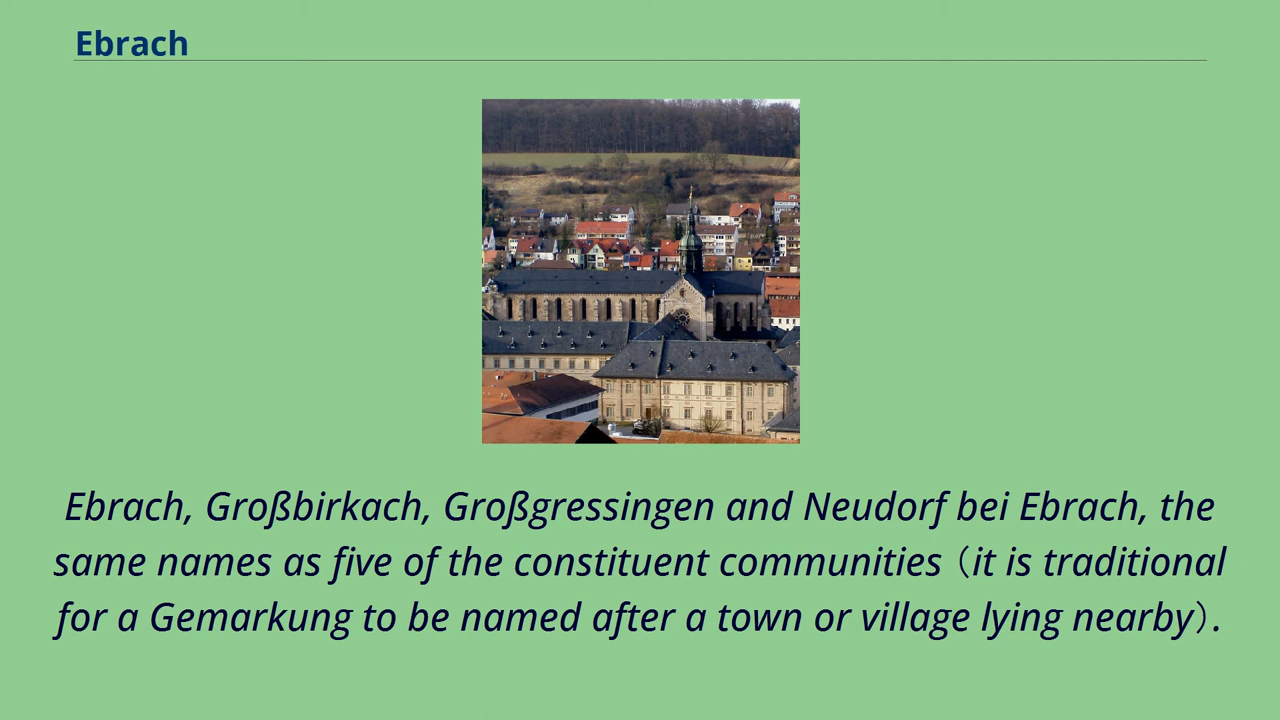 Ebrach
Ebrach, Großbirkach, Großgressingen and Neudorf bei Ebrach, the
same names as five of the constituent communities（it is traditional
for a Gemarkung to be named after a town or village lying nearby）.